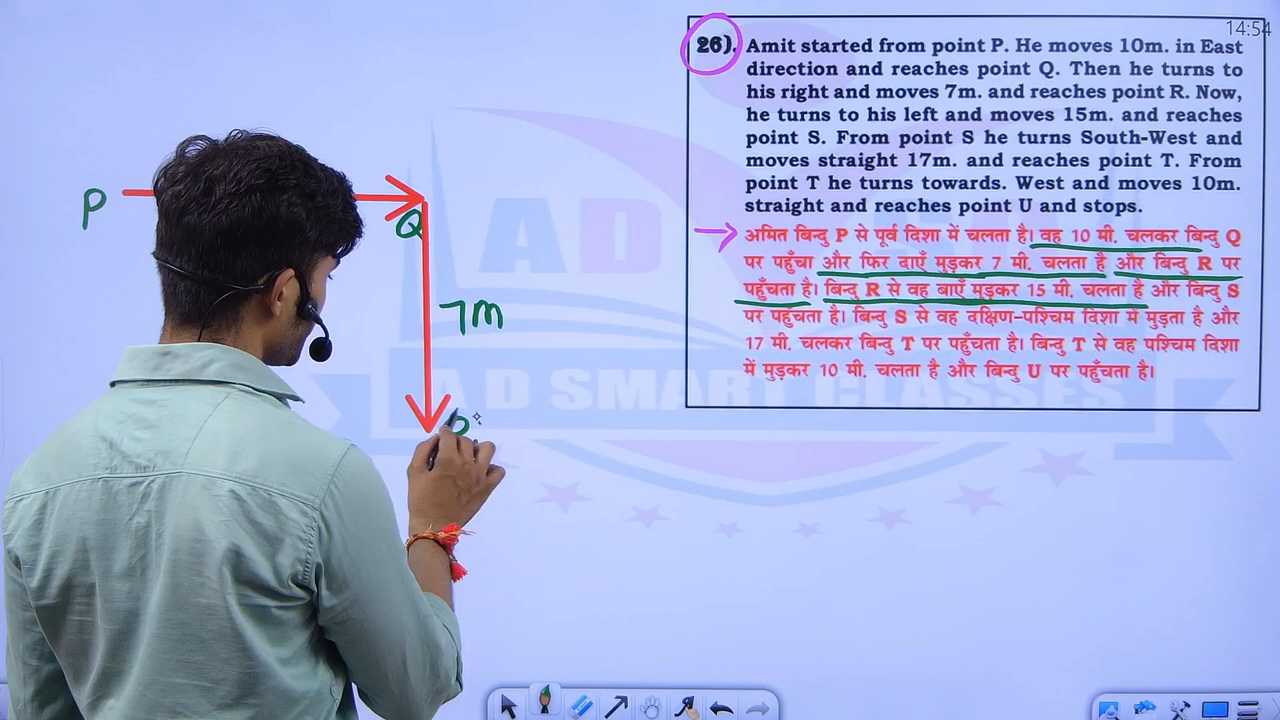 14:54
26). Amit started from point P. He moves 10m. in East
direction and reaches point Q. Then he turns to
his right and moves 7m. and reaches point R. Now,
he turns to his left and moves 15m. and reaches
point S. From point S he turns South-West and
moves straight 17m. and reaches point T. From
point T he turns towards. West and moves 10m.
straight and reaches point U and stops.
अमित बिन्दु P से पूर्व दिशा में चलता है। वह 10 मी. चलकर बिन्दु Q
पर पहुँचा और फिर दाएँ मुड़कर 7 मी. चलता है और बिन्दु R पर
पहुँचता है। बिन्दु R से वह बाएँ मुड़कर 15 मी. चलता है और बिन्दु S
पर पहुँचता है। बिन्दु S से वह दक्षिण-पश्चिम दिशा में मुड़ता है और
17 मी. चलकर बिन्दु T पर पहुँचता है। बिन्दु T से वह पश्चिम दिशा
में मुड़कर 10 मी. चलता है और बिन्दु U पर पहुँचता है।
P
Q
7m
AD
A D SMART CLASSES